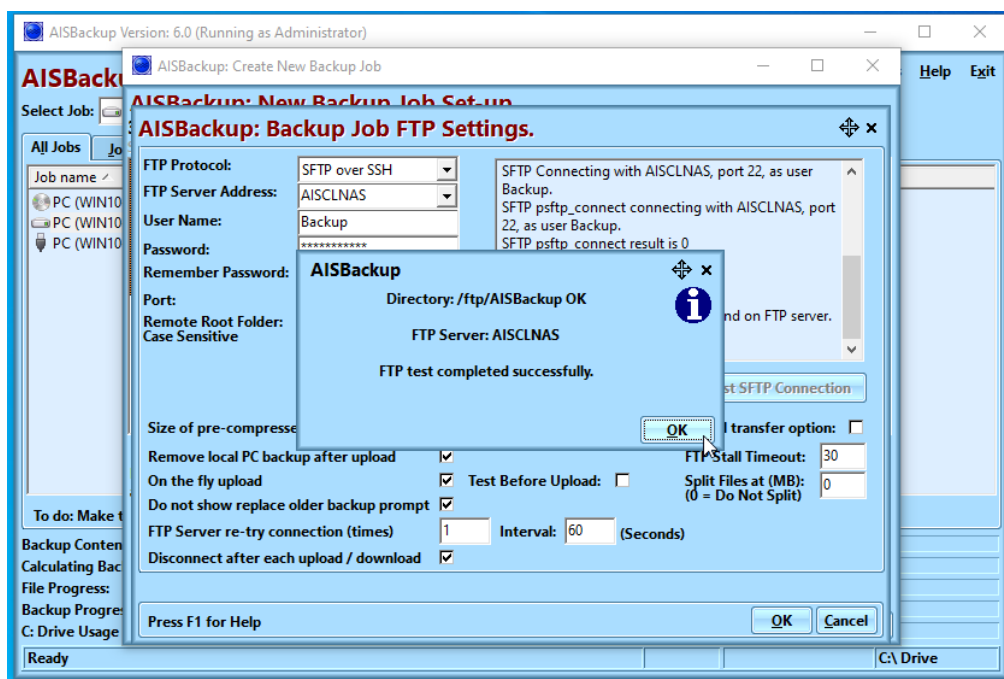 AISBackup Version: 6.0 (Running as Administrator)
AISBackup: Create New Backup Job
Help Exit
Select Job:
AISBackup: New Backup Job Set-up
AISBackup: Backup Job FTP Settings.
All Jobs
Job name
PC (WIN10
PC (WIN10
PC (WIN10
FTP Protocol: SFTP over SSH
FTP Server Address: AISCLNAS
User Name: Backup
Password: ***********
Remember Password:
Port:
Remote Root Folder:
Case Sensitive
SFTP Connecting with AISCLNAS, port 22, as user
Backup.
SFTP psftp_connect connecting with AISCLNAS, port
22, as user Backup.
SFTP psftp_connect result is 0
on FTP server.
AISBackup
Directory: /ftp/AISBackup OK
FTP Server: AISCLNAS
FTP test completed successfully.
OK
SFTP Connection
Size of pre-compresse
transfer option:
Remove local PC backup after upload
FTP Stall Timeout: 30
On the fly upload
Test Before Upload:
Split Files at (MB): 0
(0 = Do Not Split)
Do not show replace older backup prompt
FTP Server re-try connection (times) 1 Interval: 60 (Seconds)
Disconnect after each upload / download
Press F1 for Help
OK Cancel
To do: Make t
Backup Conten
Calculating Bac
File Progress:
Backup Progres
C: Drive Usage
Ready
C:\ Drive